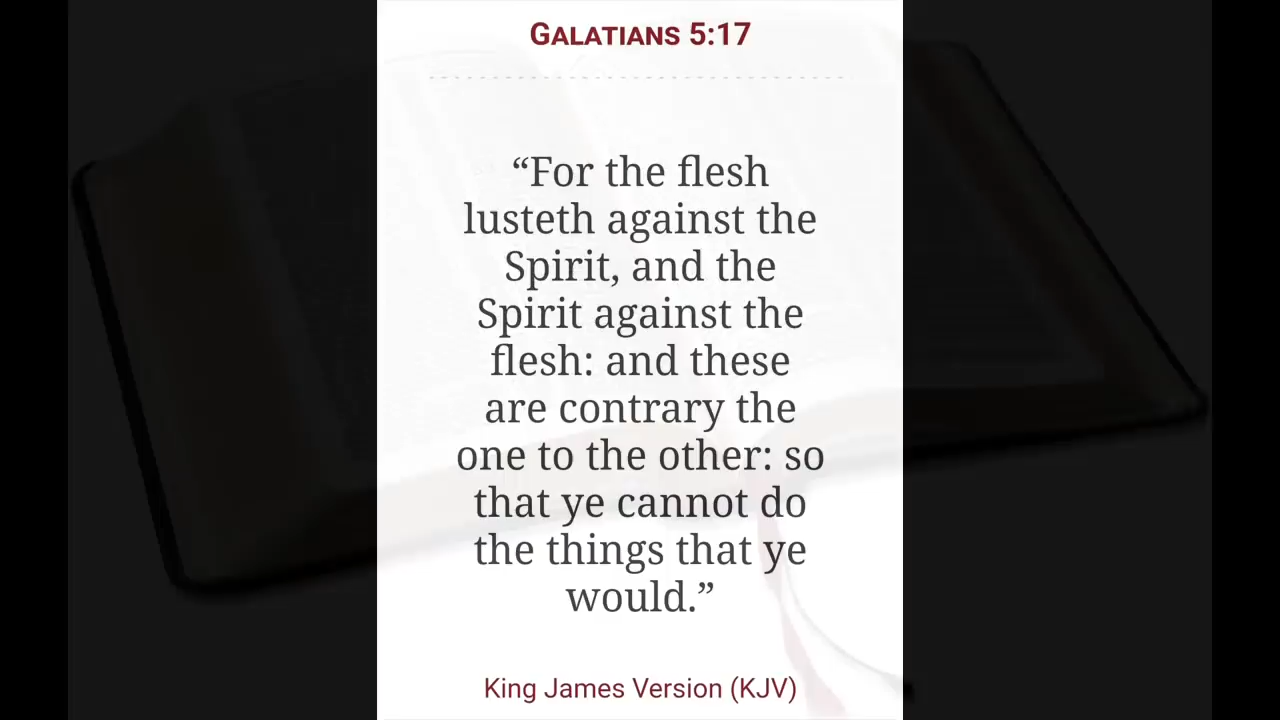 GALATIANS 5:17
“For the flesh
lusteth against the
Spirit, and the
Spirit against the
flesh: and these
are contrary the
one to the other: so
that ye cannot do
the things that ye
would.”
King James Version (KJV)